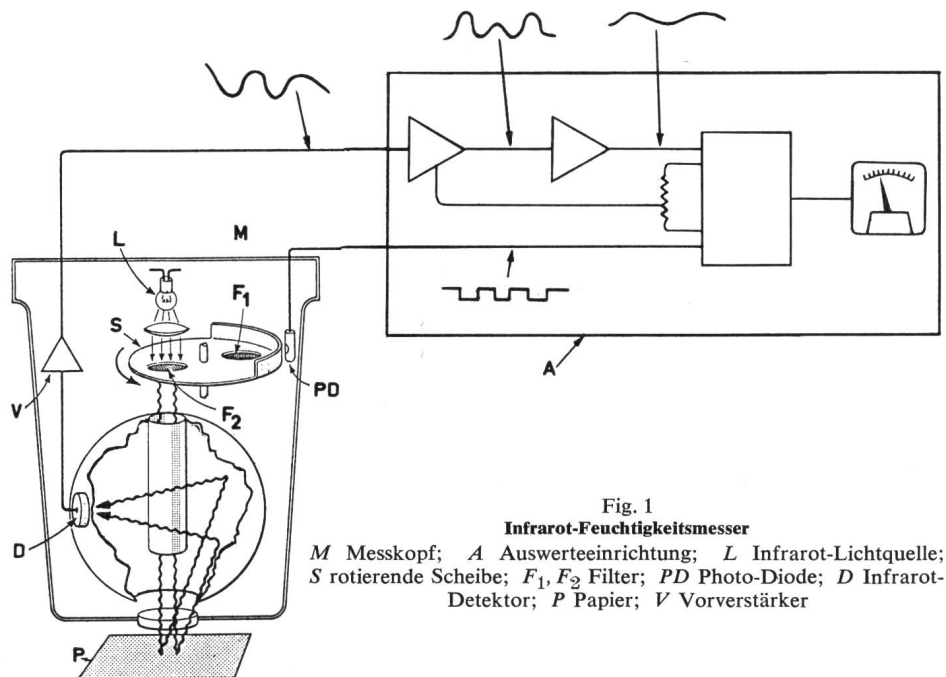 M
L
F₁
S
PD
A
V
F₂
D
P
Fig. 1
Infrarot-Feuchtigkeitsmesser
M Messkopf; A Auswerteeinrichtung; L Infrarot-Lichtquelle;
S rotierende Scheibe; F₁, F₂ Filter; PD Photo-Diode; D Infrarot-
Detektor; P Papier; V Vorverstärker